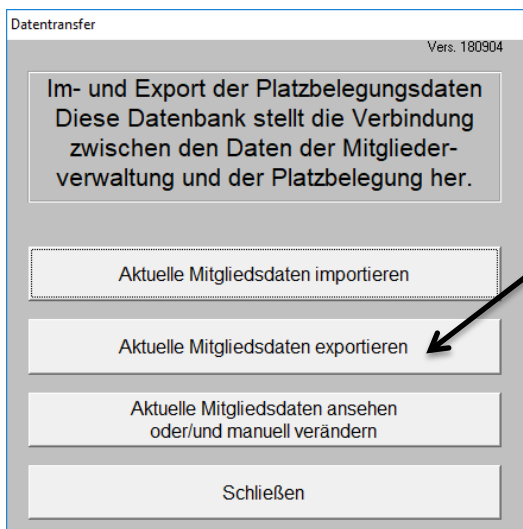 Datentransfer
Vers. 180904
Im- und Export der Platzbelegungsdaten
Diese Datenbank stellt die Verbindung
zwischen den Daten der Mitglieder-
verwaltung und der Platzbelegung her.
Aktuelle Mitgliedsdaten importieren
Aktuelle Mitgliedsdaten exportieren
Aktuelle Mitgliedsdaten ansehen
oder/und manuell verändern
Schließen